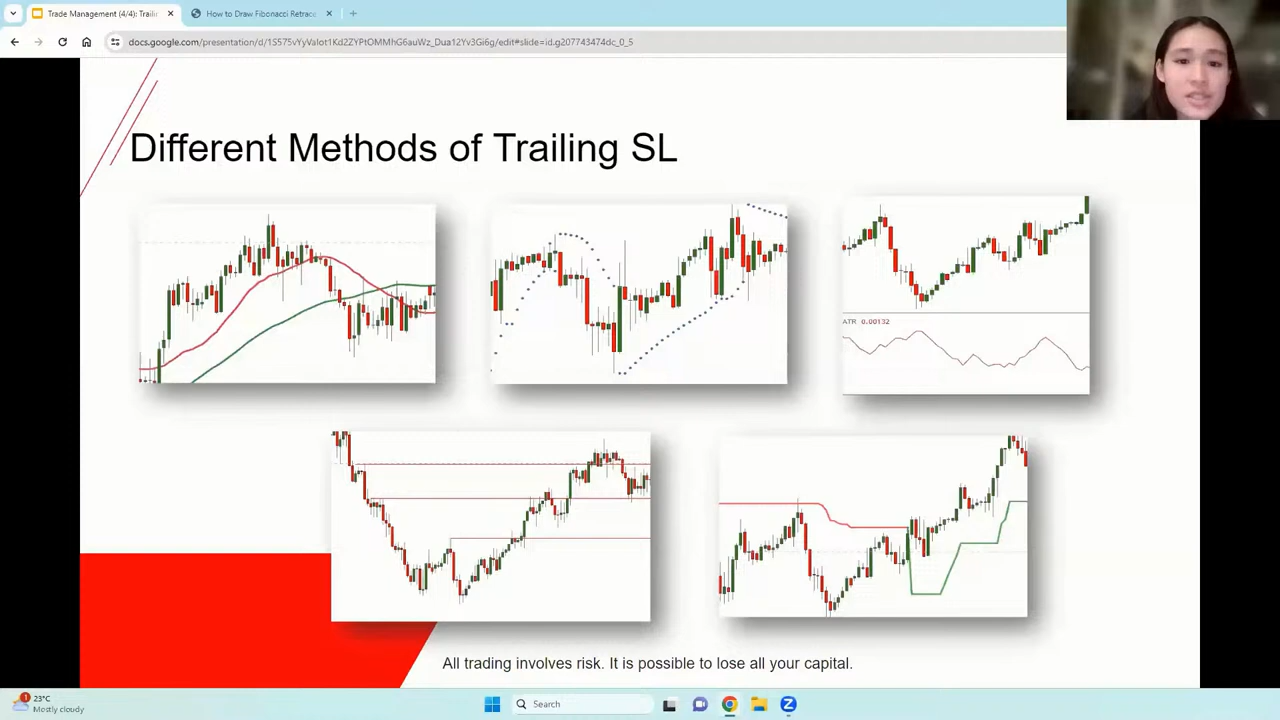 Trade Management (4/4): Traili
How to Draw Fibonacci Retrace
docs.google.com/presentation/d/1S575vYyValot1Kd2ZYPtOMMhG6auWz_Dua12Yv3Gi6g/edit#slide=id.g207743474dc_0_5
Different Methods of Trailing SL
ATR 0.00132
All trading involves risk. It is possible to lose all your capital.
1
23°C
Mostly cloudy
Search